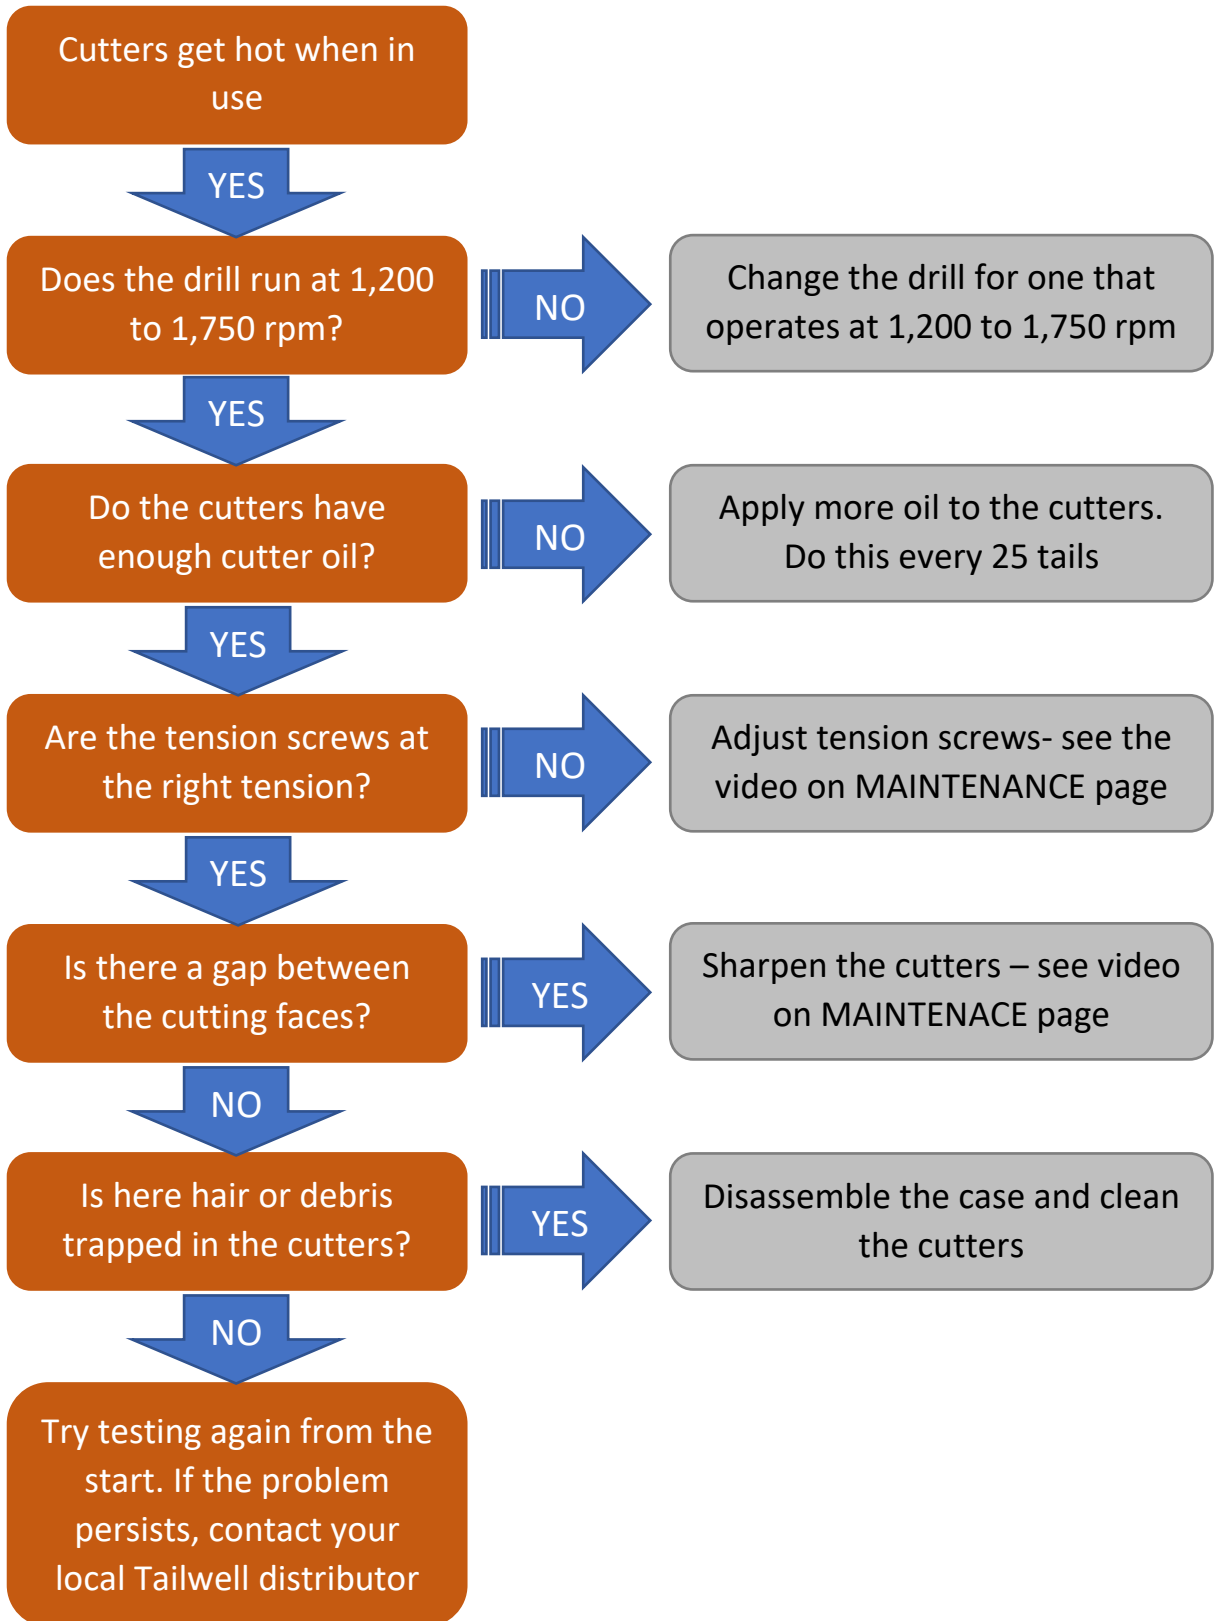 Cutters get hot when in
use
YES
Does the drill run at 1,200
to 1,750 rpm?
NO
Change the drill for one that
operates at 1,200 to 1,750 rpm
YES
Do the cutters have
enough cutter oil?
NO
Apply more oil to the cutters.
Do this every 25 tails
YES
Are the tension screws at
the right tension?
NO
Adjust tension screws- see the
video on MAINTENANCE page
YES
Is there a gap between
the cutting faces?
YES
Sharpen the cutters – see video
on MAINTENACE page
NO
Is here hair or debris
trapped in the cutters?
YES
Disassemble the case and clean
the cutters
NO
Try testing again from the
start. If the problem
persists, contact your
local Tailwell distributor